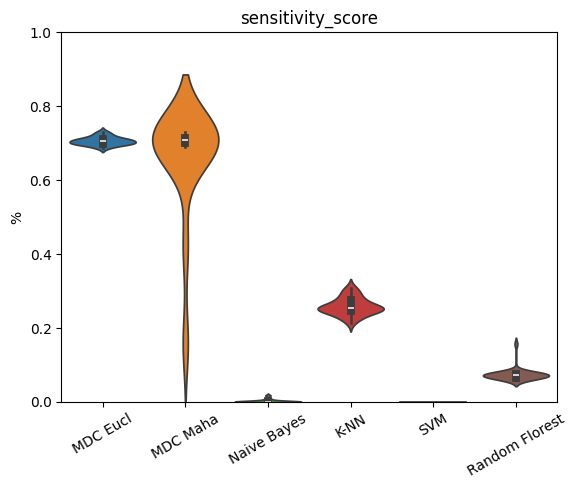 sensitivity_score
1.0
0.8
0.6
0.4
0.2
0.0
%
MDC Eucl
MDC Maha
Naive Bayes
K-NN
SVM
Random Florest